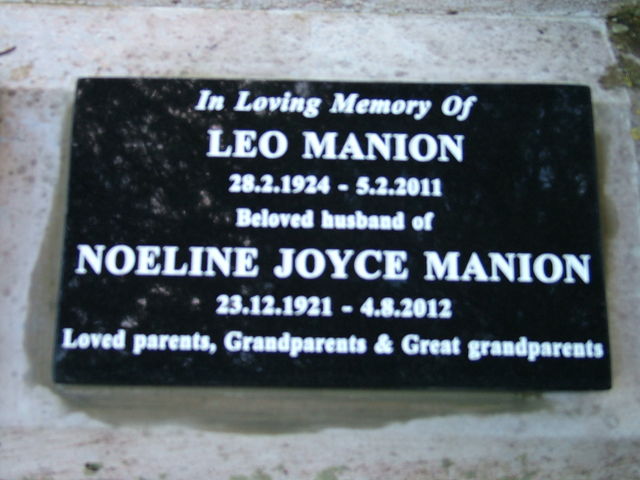 In Loving Memory Of
LEO MANION
28.2.1924 - 5.2.2011
Beloved husband of
NOELINE JOYCE MANION
23.12.1921 - 4.8.2012
Loved parents, Grandparents & Great grandparents